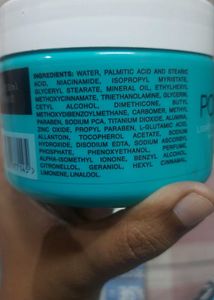 INGREDIENTS: WATER, PALMITIC ACID AND STEARIC
ACID, NIACINAMIDE, ISOPROPYL MYRISTATE,
GLYCERYL STEARATE, MINERAL OIL, ETHYLHEXYL
METHOXYCINNAMATE, TRIETHANOLAMINE, GLYCERINE,
CETYL ALCOHOL, DIMETHICONE, BUTYL
METHOXYDIBENZOYLMETHANE, CARBOMER, METHYL
PARABEN, SODIUM PCA, TITANIUM DIOXIDE, ALUMINA,
ZINC OXIDE, PROPYL PARABEN, L-GLUTAMIC ACID,
ALLANTOIN, TOCOPHEROL ACETATE, SODIUM
HYDROXIDE, DISODIUM EDTA, SODIUM ASCORBYL
PHOSPHATE, PHENOXYETHANOL, PERFUME,
ALPHA-ISOMETHYL IONONE, BENZYL ALCOHOL,
CITRONELLOL, GERANIOL, HEXYL CINNAMAL,
LIMONENE, LINALOOL.